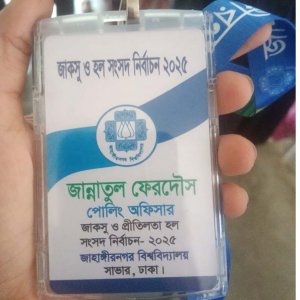 জাকসু ও হল সংসদ নির্বাচন ২০২৫
জান্নাতুল ফেরদৌস
পোলিং অফিসার
জাকসু ও প্রীতিলতা হল
সংসদ নির্বাচন- ২০২৫
জাহাঙ্গীরনগর বিশ্ববিদ্যালয়
সাভার, ঢাকা।